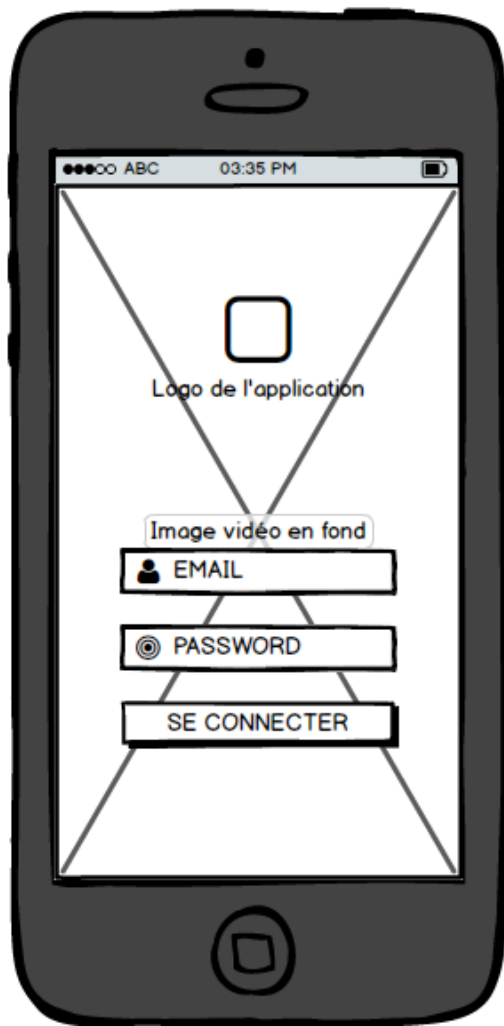 ABC 03:35 PM
Logo de l'application
Image vidéo en fond
EMAIL
PASSWORD
SE CONNECTER